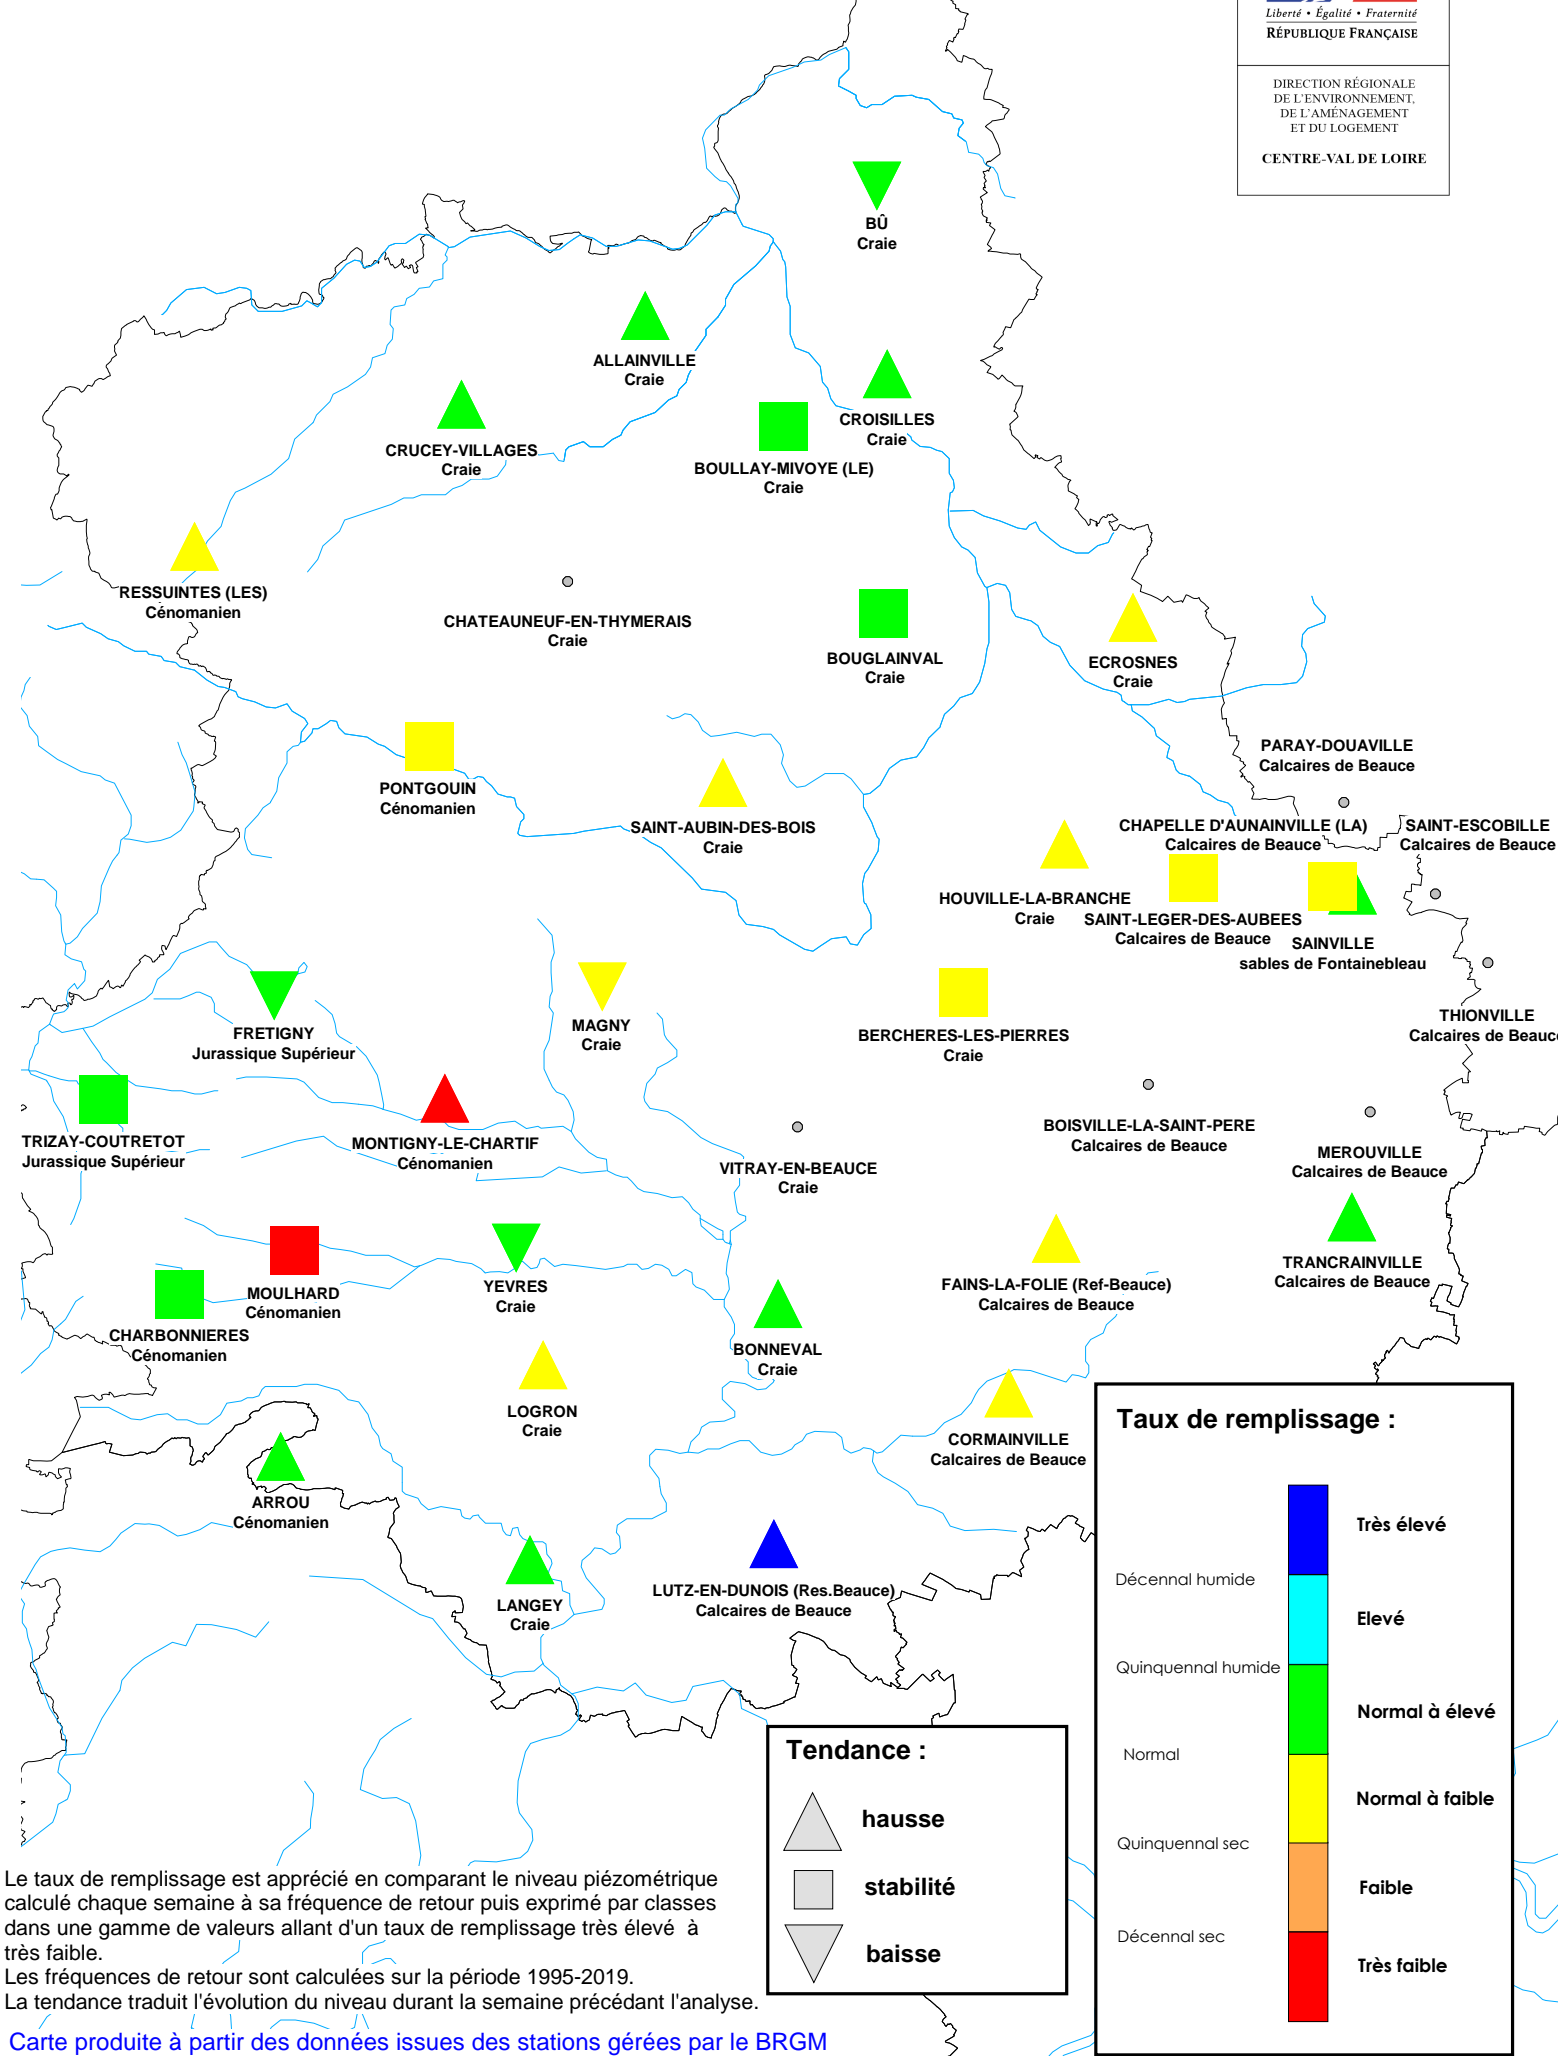 Liberté • Égalité • Fraternité
RÉPUBLIQUE FRANÇAISE
DIRECTION RÉGIONALE
DE L'ENVIRONNEMENT,
DE L'AMÉNAGEMENT
ET DU LOGEMENT
CENTRE-VAL DE LOIRE
BÛ
Craie
ALLAINVILLE
Craie
CROISILLES
Craie
CRUCEY-VILLAGES
Craie
BOULLAY-MIVOYE (LE)
Craie
RESSUINTES (LES)
Cénomanien
CHATEAUNEUF-EN-THYMERAIS
Craie
BOUGLAINVAL
Craie
ECROSNES
Craie
PARAY-DOUAVILLE
Calcaires de Beauce
PONTGOUIN
Cénomanien
SAINT-AUBIN-DES-BOIS
Craie
CHAPELLE D'AUNAINVILLE (LA)
Calcaires de Beauce
SAINT-ESCOBILLE
Calcaires de Beauce
HOUVILLE-LA-BRANCHE
Craie
SAINT-LEGER-DES-AUBEES
Calcaires de Beauce
SAINVILLE
sables de Fontainebleau
THIONVILLE
Calcaires de Beauce
FRETIGNY
Jurassique Supérieur
MAGNY
Craie
BERCHERES-LES-PIERRES
Craie
TRIZAY-COUTRETOT
Jurassique Supérieur
MONTIGNY-LE-CHARTIF
Cénomanien
VITRAY-EN-BEAUCE
Craie
BOISVILLE-LA-SAINT-PERE
Calcaires de Beauce
MEROUVILLE
Calcaires de Beauce
TRANCRAINVILLE
Calcaires de Beauce
MOULHARD
Cénomanien
YEVRES
Craie
FAINS-LA-FOLIE (Ref-Beauce)
Calcaires de Beauce
CHARBONNIERES
Cénomanien
BONNEVAL
Craie
LOGRON
Craie
CORMAINVILLE
Calcaires de Beauce
ARROU
Cénomanien
LANGEY
Craie
LUTZ-EN-DUNOIS (Res.Beauce)
Calcaires de Beauce
Taux de remplissage :
Très élevé
Décennal humide
Elevé
Quinquennal humide
Normal à élevé
Normal
Normal à faible
Quinquennal sec
Faible
Décennal sec
Très faible
Tendance :
hausse
stabilité
baisse
Le taux de remplissage est apprécié en comparant le niveau piézométrique
calculé chaque semaine à sa fréquence de retour puis exprimé par classes
dans une gamme de valeurs allant d'un taux de remplissage très élevé à
très faible.
Les fréquences de retour sont calculées sur la période 1995-2019.
La tendance traduit l'évolution du niveau durant la semaine précédant l'analyse.
Carte produite à partir des données issues des stations gérées par le BRGM